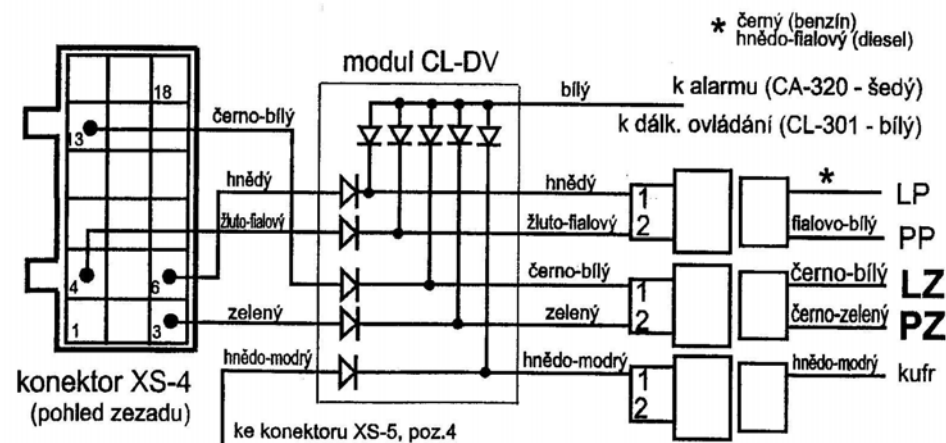 * černý (benzín)
hnědo-fialový (diesel)
modul CL-DV
18
13
4
6
1
3
černo-bílý
hnědý
žluto-fialový
zelený
hnědo-modrý
bílý
k alarmu (CA-320 - šedý)
k dálk. ovládání (CL-301 - bílý)
hnědý
žluto-fialový
černo-bílý
zelený
hnědo-modrý
1
2
1
2
1
2
*
LP
fialovo-bílý
PP
černo-bílý
LZ
černo-zelený
PZ
hnědo-modrý
kufr
konektor XS-4
(pohled zezadu)
ke konektoru XS-5, poz.4